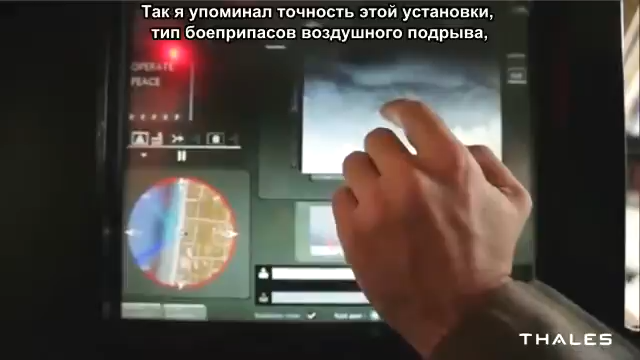 Так я упоминал точность этой установки,
тип боеприпасов воздушного подрыва,
OPERATE
PEACE
THALES